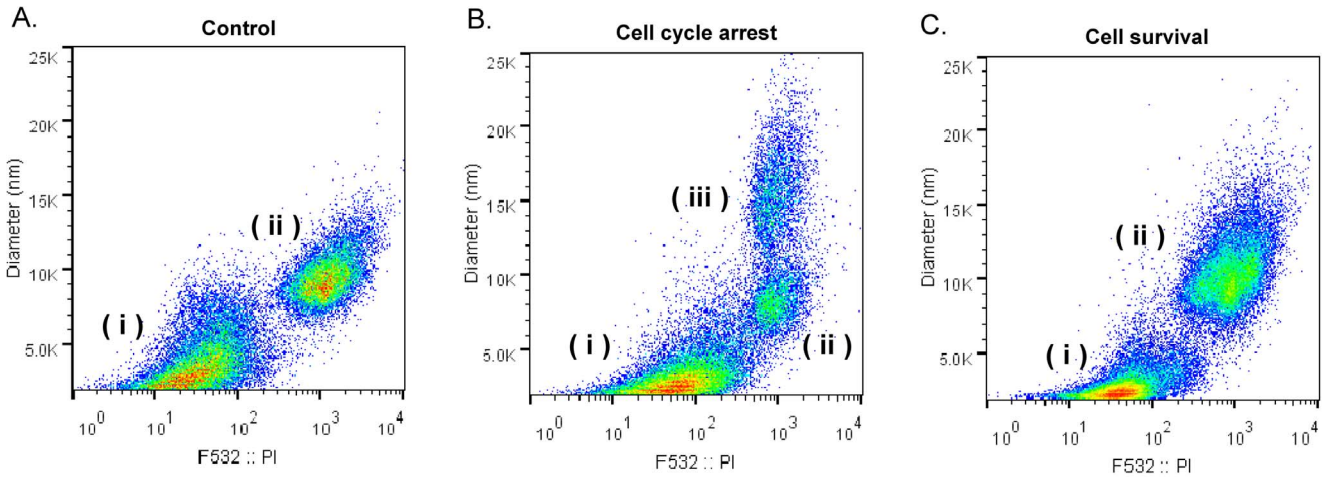 A.
Control
25K
20K
15K
10K
5.0K
Diameter (nm)
( i )
( ii )
10^0 10^1 10^2 10^3 10^4
F532 :: PI
B.
Cell cycle arrest
25K
20K
15K
10K
5.0K
Diameter (nm)
( iii )
( i )
( ii )
10^0 10^1 10^2 10^3 10^4
F532 :: PI
C.
Cell survival
25K
20K
15K
10K
5.0K
Diameter (nm)
( ii )
( i )
10^0 10^1 10^2 10^3 10^4
F532 :: PI